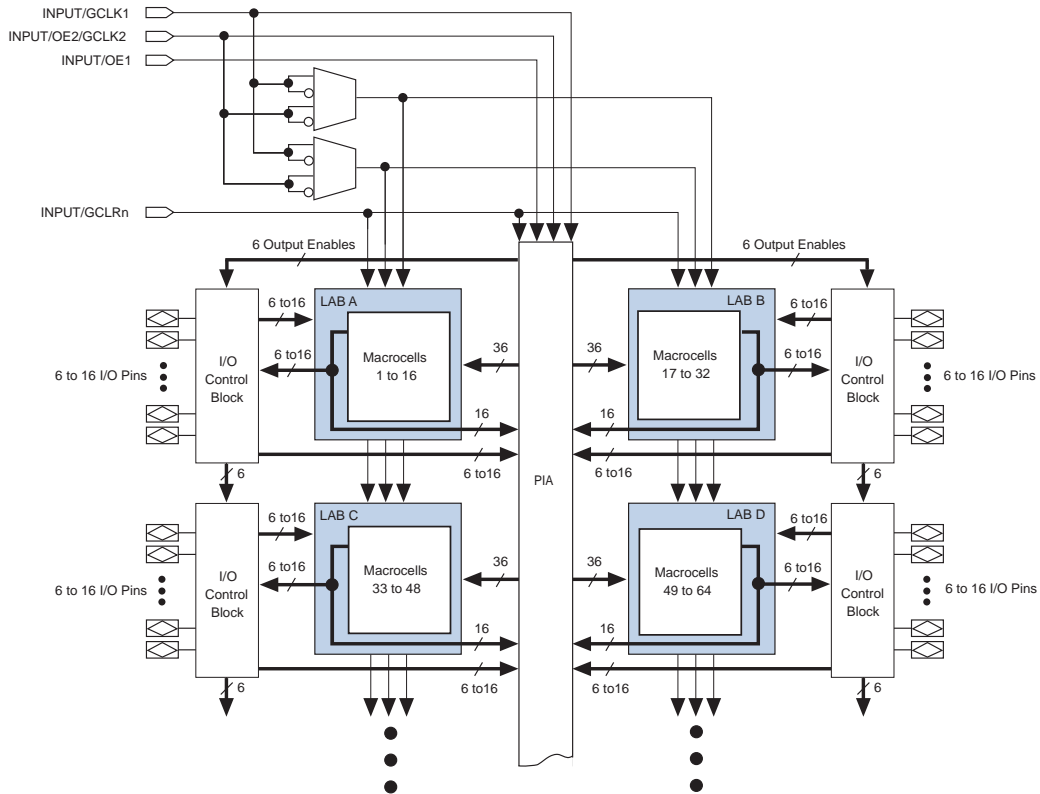 INPUT/GCLK1
INPUT/OE2/GCLK2
INPUT/OE1
INPUT/GCLRn
6 Output Enables
6 Output Enables
LAB A
LAB B
6 to16
6 to16
Macrocells
1 to 16
Macrocells
17 to 32
I/O
Control
Block
I/O
Control
Block
6 to16
36
36
6 to16
6 to 16 I/O Pins
6 to 16 I/O Pins
16
16
6 to16
6 to16
6
6
PIA
LAB C
LAB D
6 to16
6 to16
Macrocells
33 to 48
Macrocells
49 to 64
I/O
Control
Block
I/O
Control
Block
6 to16
36
36
6 to16
6 to 16 I/O Pins
6 to 16 I/O Pins
16
16
6 to16
6 to16
6
6